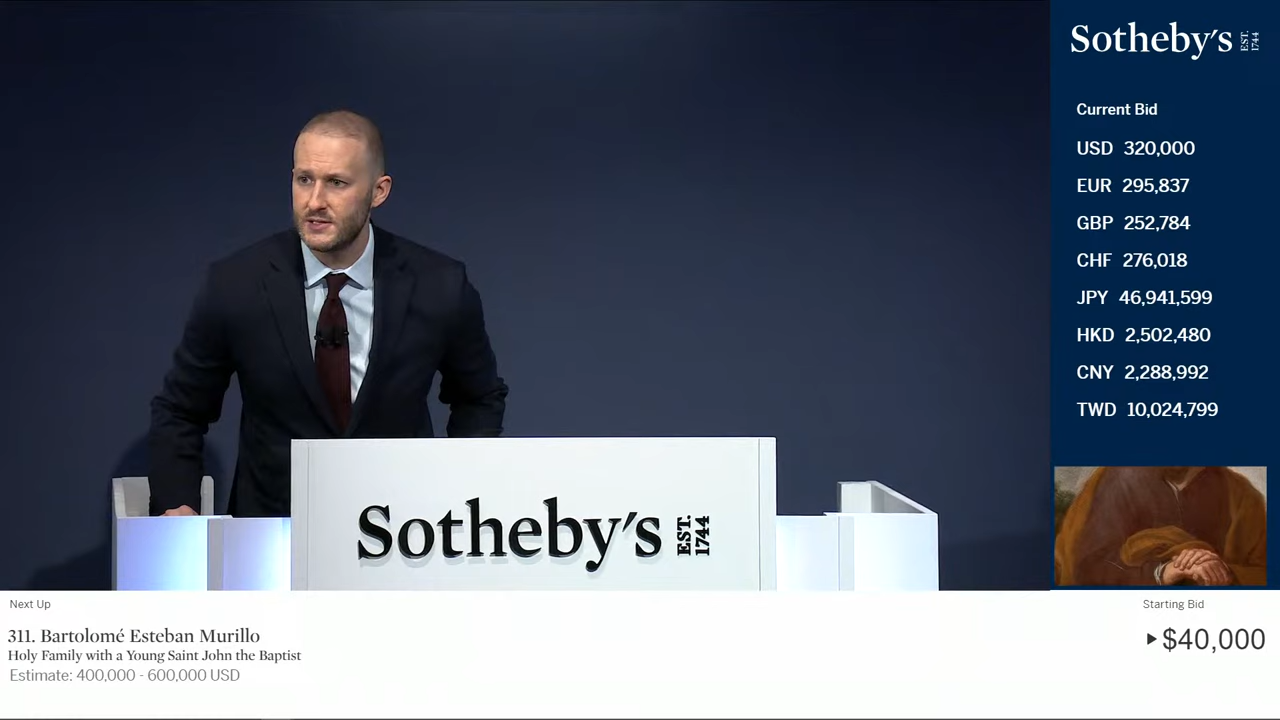 Sotheby's EST. 1744
Current Bid
USD 320,000
EUR 295,837
GBP 252,784
CHF 276,018
JPY 46,941,599
HKD 2,502,480
CNY 2,288,992
TWD 10,024,799
Sotheby's EST. 1744
Next Up
311. Bartolomé Esteban Murillo
Holy Family with a Young Saint John the Baptist
Estimate: 400,000 - 600,000 USD
Starting Bid
$40,000